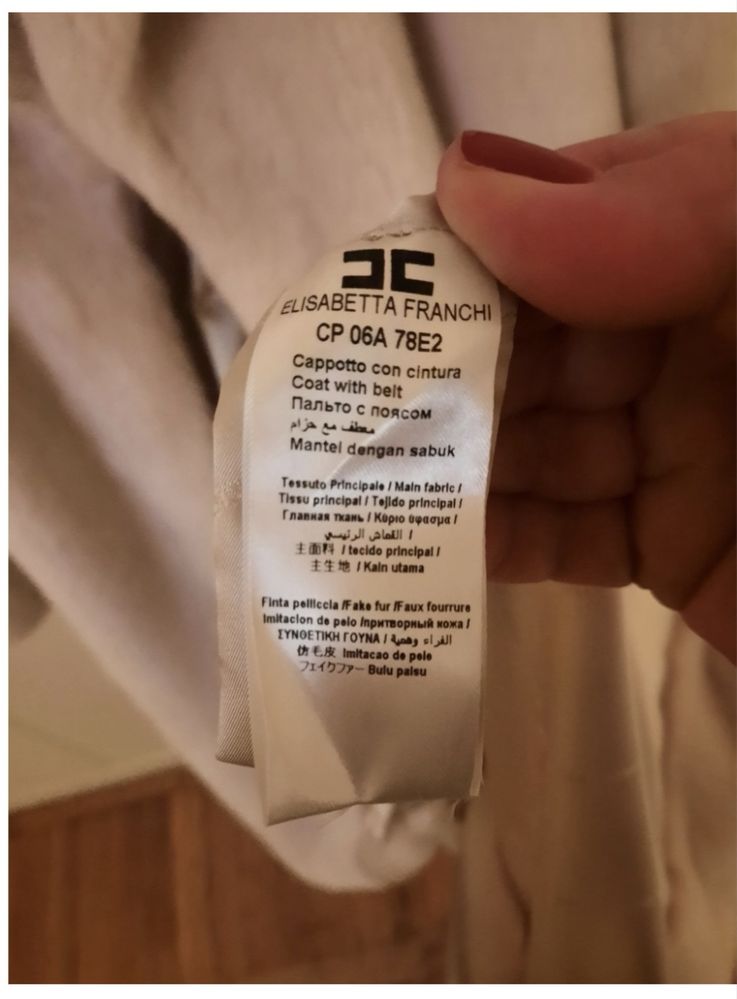 ELISABETTA FRANCHI
CP 06A 78E2
Cappotto con cintura
Coat with belt
Пальто с поясом
معطف مع حزام
Mantel dengan sabuk
Tessuto Principale / Main fabric /
Tissu principal / Tejido principal /
Главная ткань / Κύριο ύφασμα /
القماش الرئيسي /
主面料 / tecido principal /
主生地 / Kain utama
Finta pelliccia /Fake fur /Faux fourrure
Imitacion de pelo /притворный кожа /
ΣΥΝΘΕΤΙΚΗ ΓΟΥΝΑ / الفراء وهمية
仿毛皮 Imitacao de pele
フェイクファー Bulu palsu